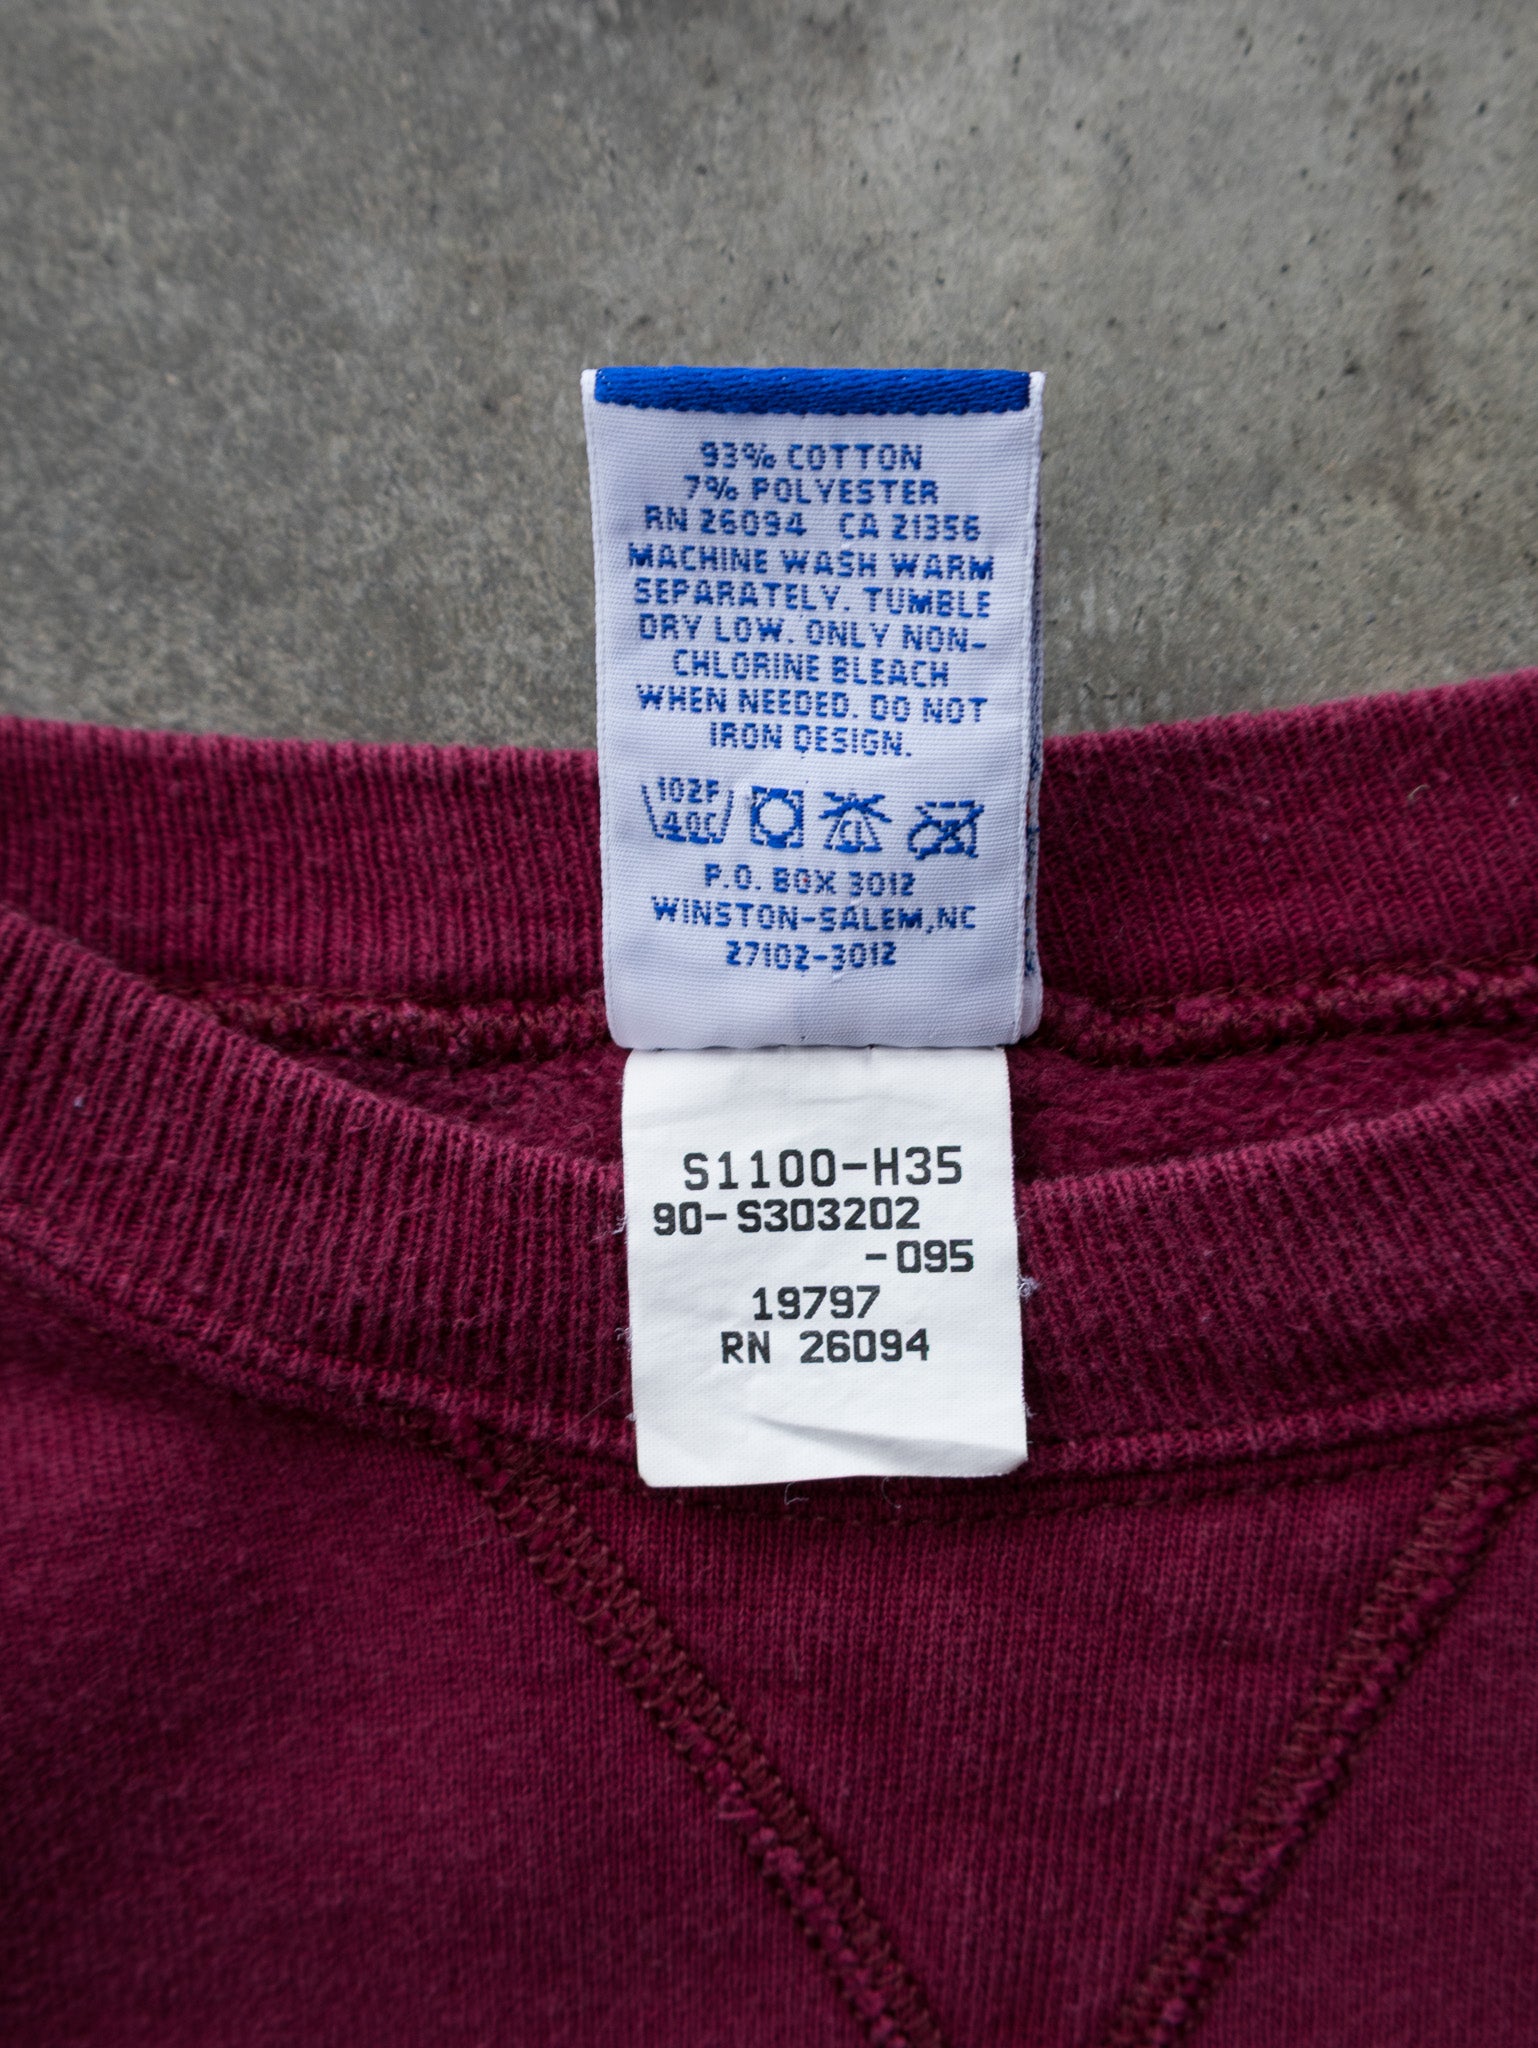 93% COTTON
7% POLYESTER
RN 26094 CA 21356
MACHINE WASH WARM
SEPARATELY. TUMBLE
DRY LOW. ONLY NON-
CHLORINE BLEACH
WHEN NEEDED. DO NOT
IRON DESIGN.
102F
40C
CL
P.O. BOX 3012
WINSTON-SALEM,NC
27102-3012
S1100-H35
90-S303202
-095
19797
RN 26094